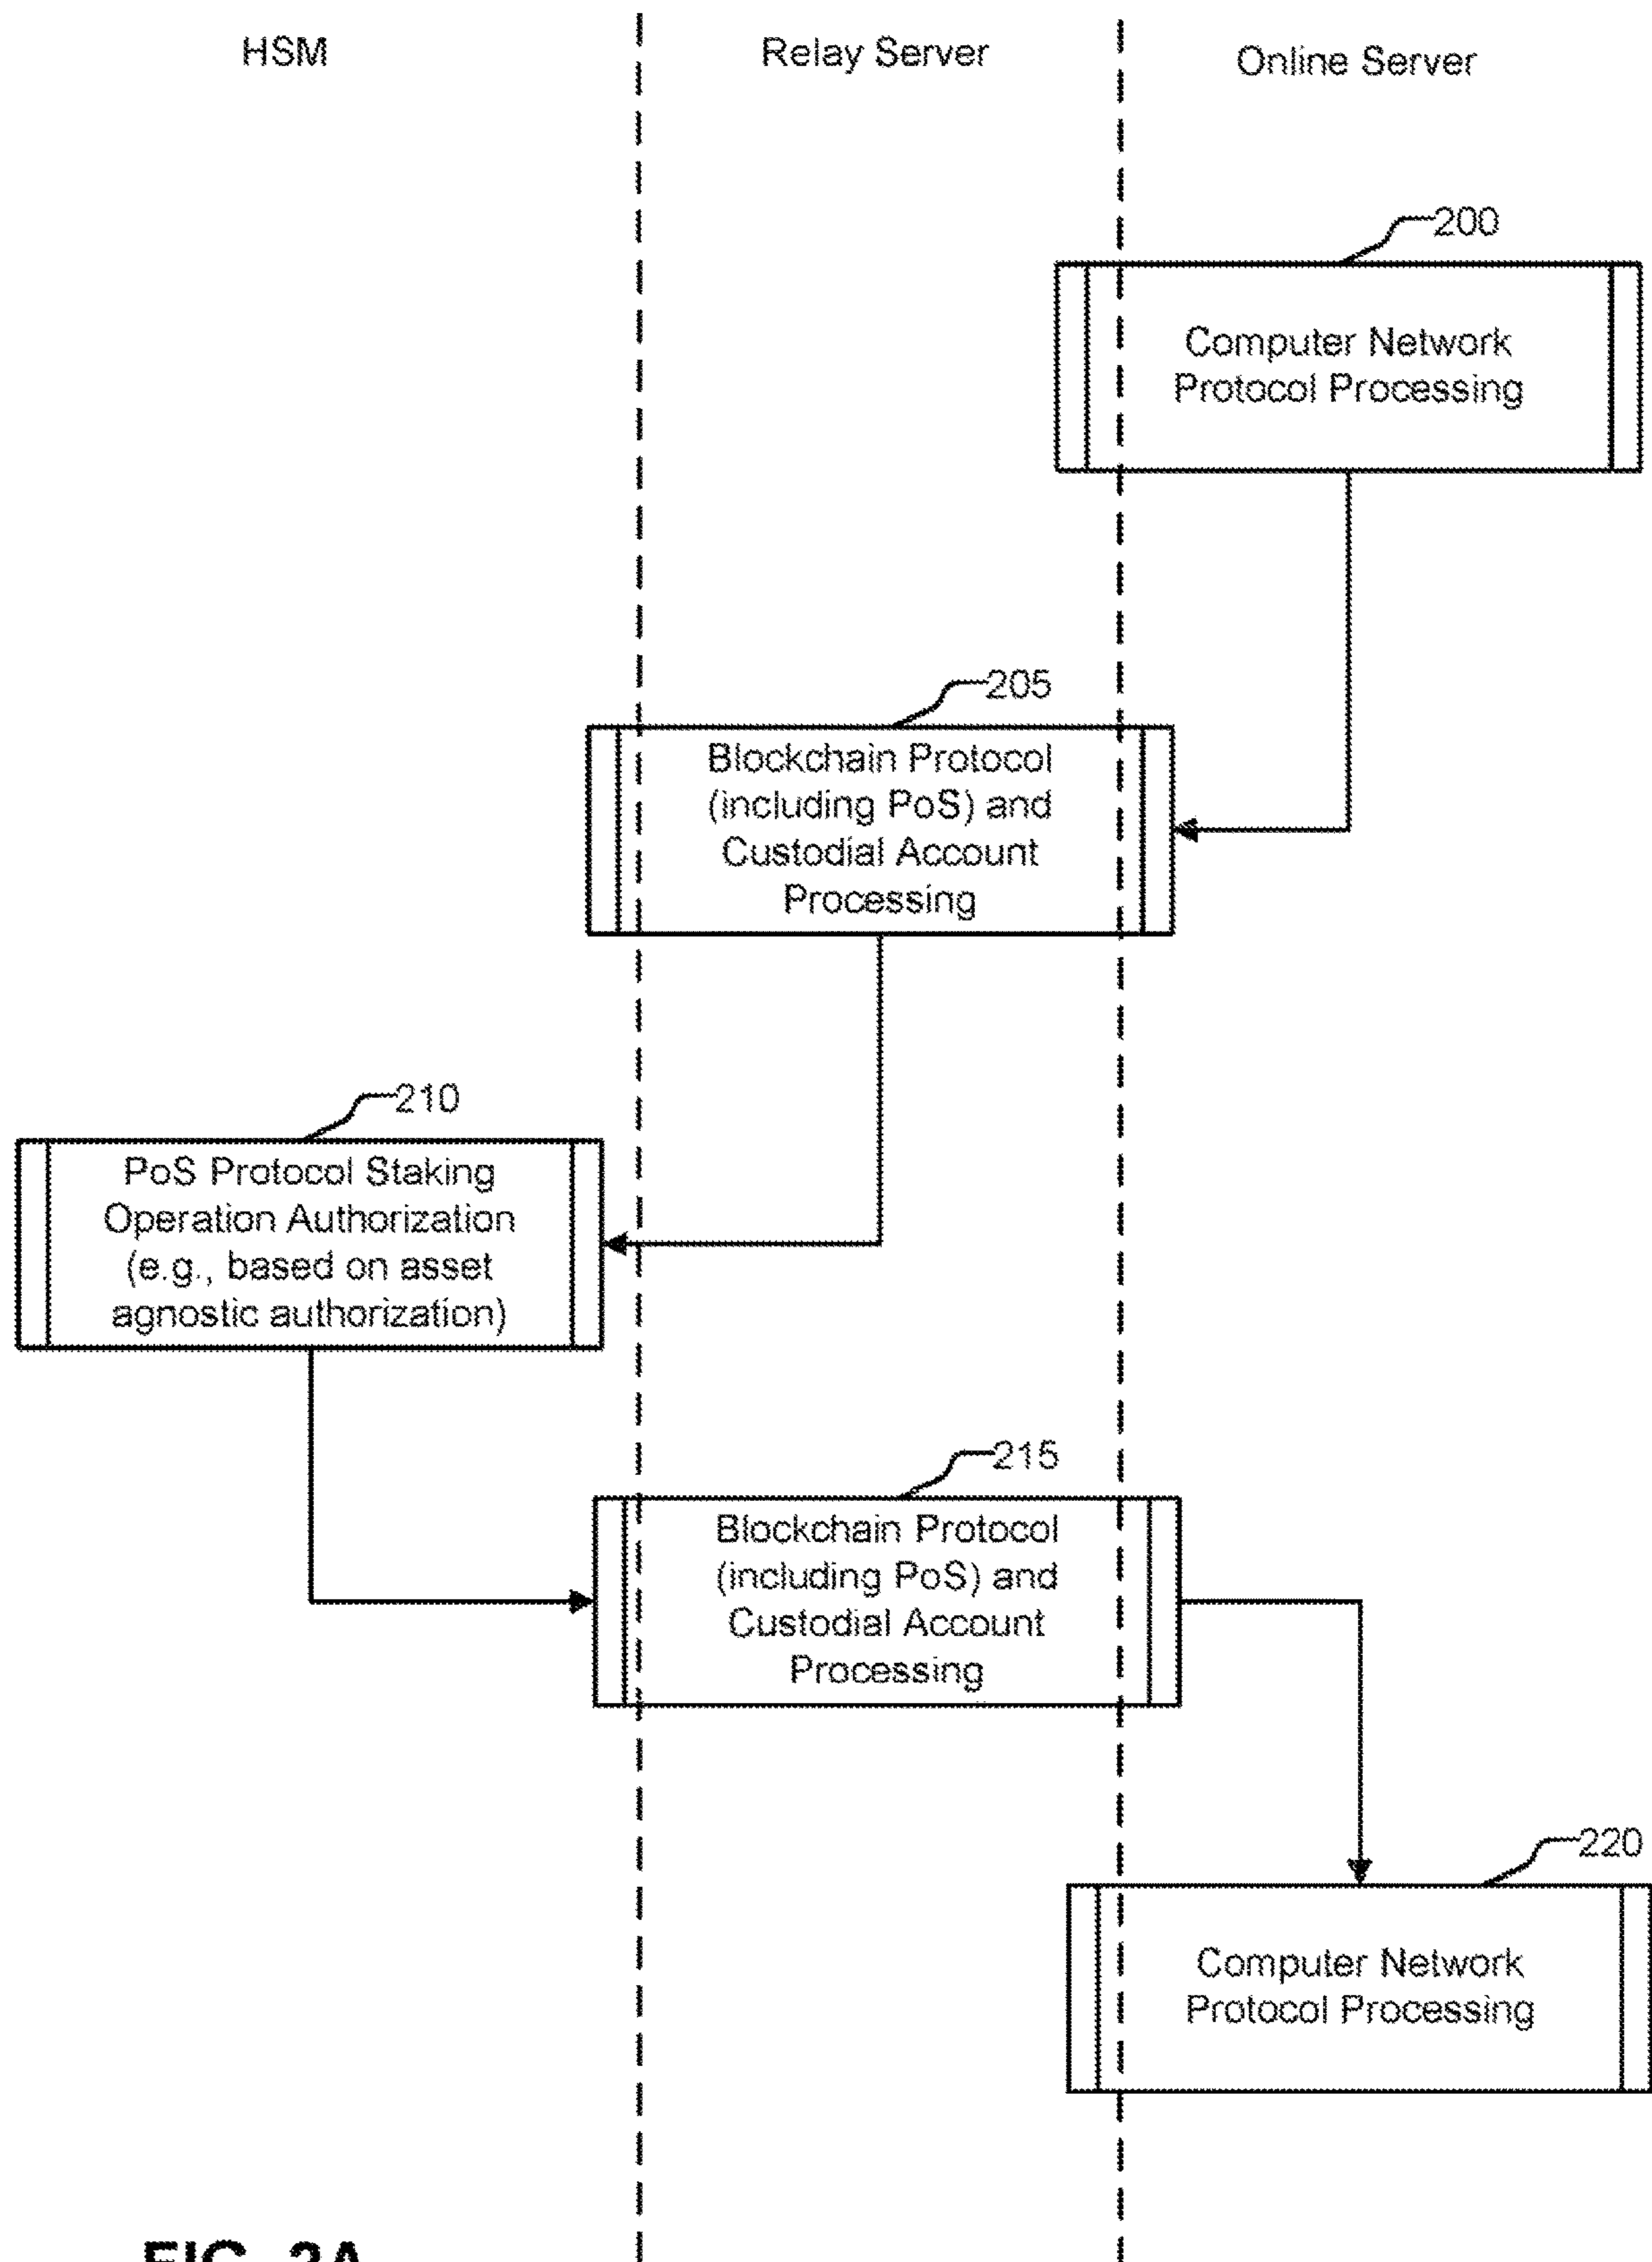 HSM
Relay Server
Online Server
200
Computer Network
Protocol Processing
205
Blockchain Protocol
(including PoS) and
Custodial Account
Processing
210
PoS Protocol Staking
Operation Authorization
(e.g., based on asset
agnostic authorization)
215
Blockchain Protocol
(including PoS) and
Custodial Account
Processing
220
Computer Network
Protocol Processing
FIG. 2A